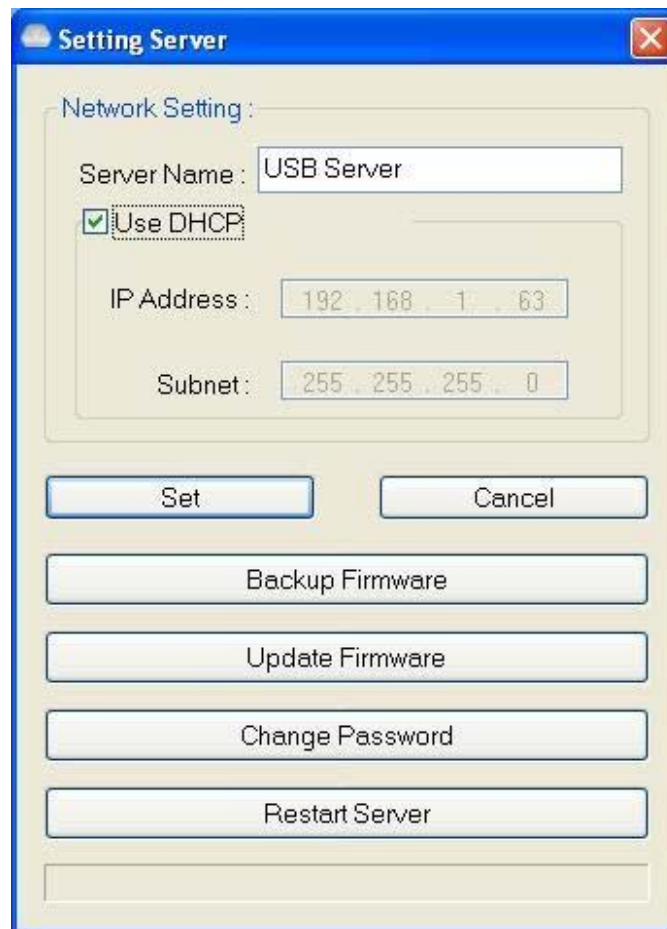 Setting Server
Network Setting :
Server Name : USB Server
Use DHCP
IP Address : 192 . 168 . 1 . 63
Subnet : 255 . 255 . 255 . 0
Set Cancel
Backup Firmware
Update Firmware
Change Password
Restart Server